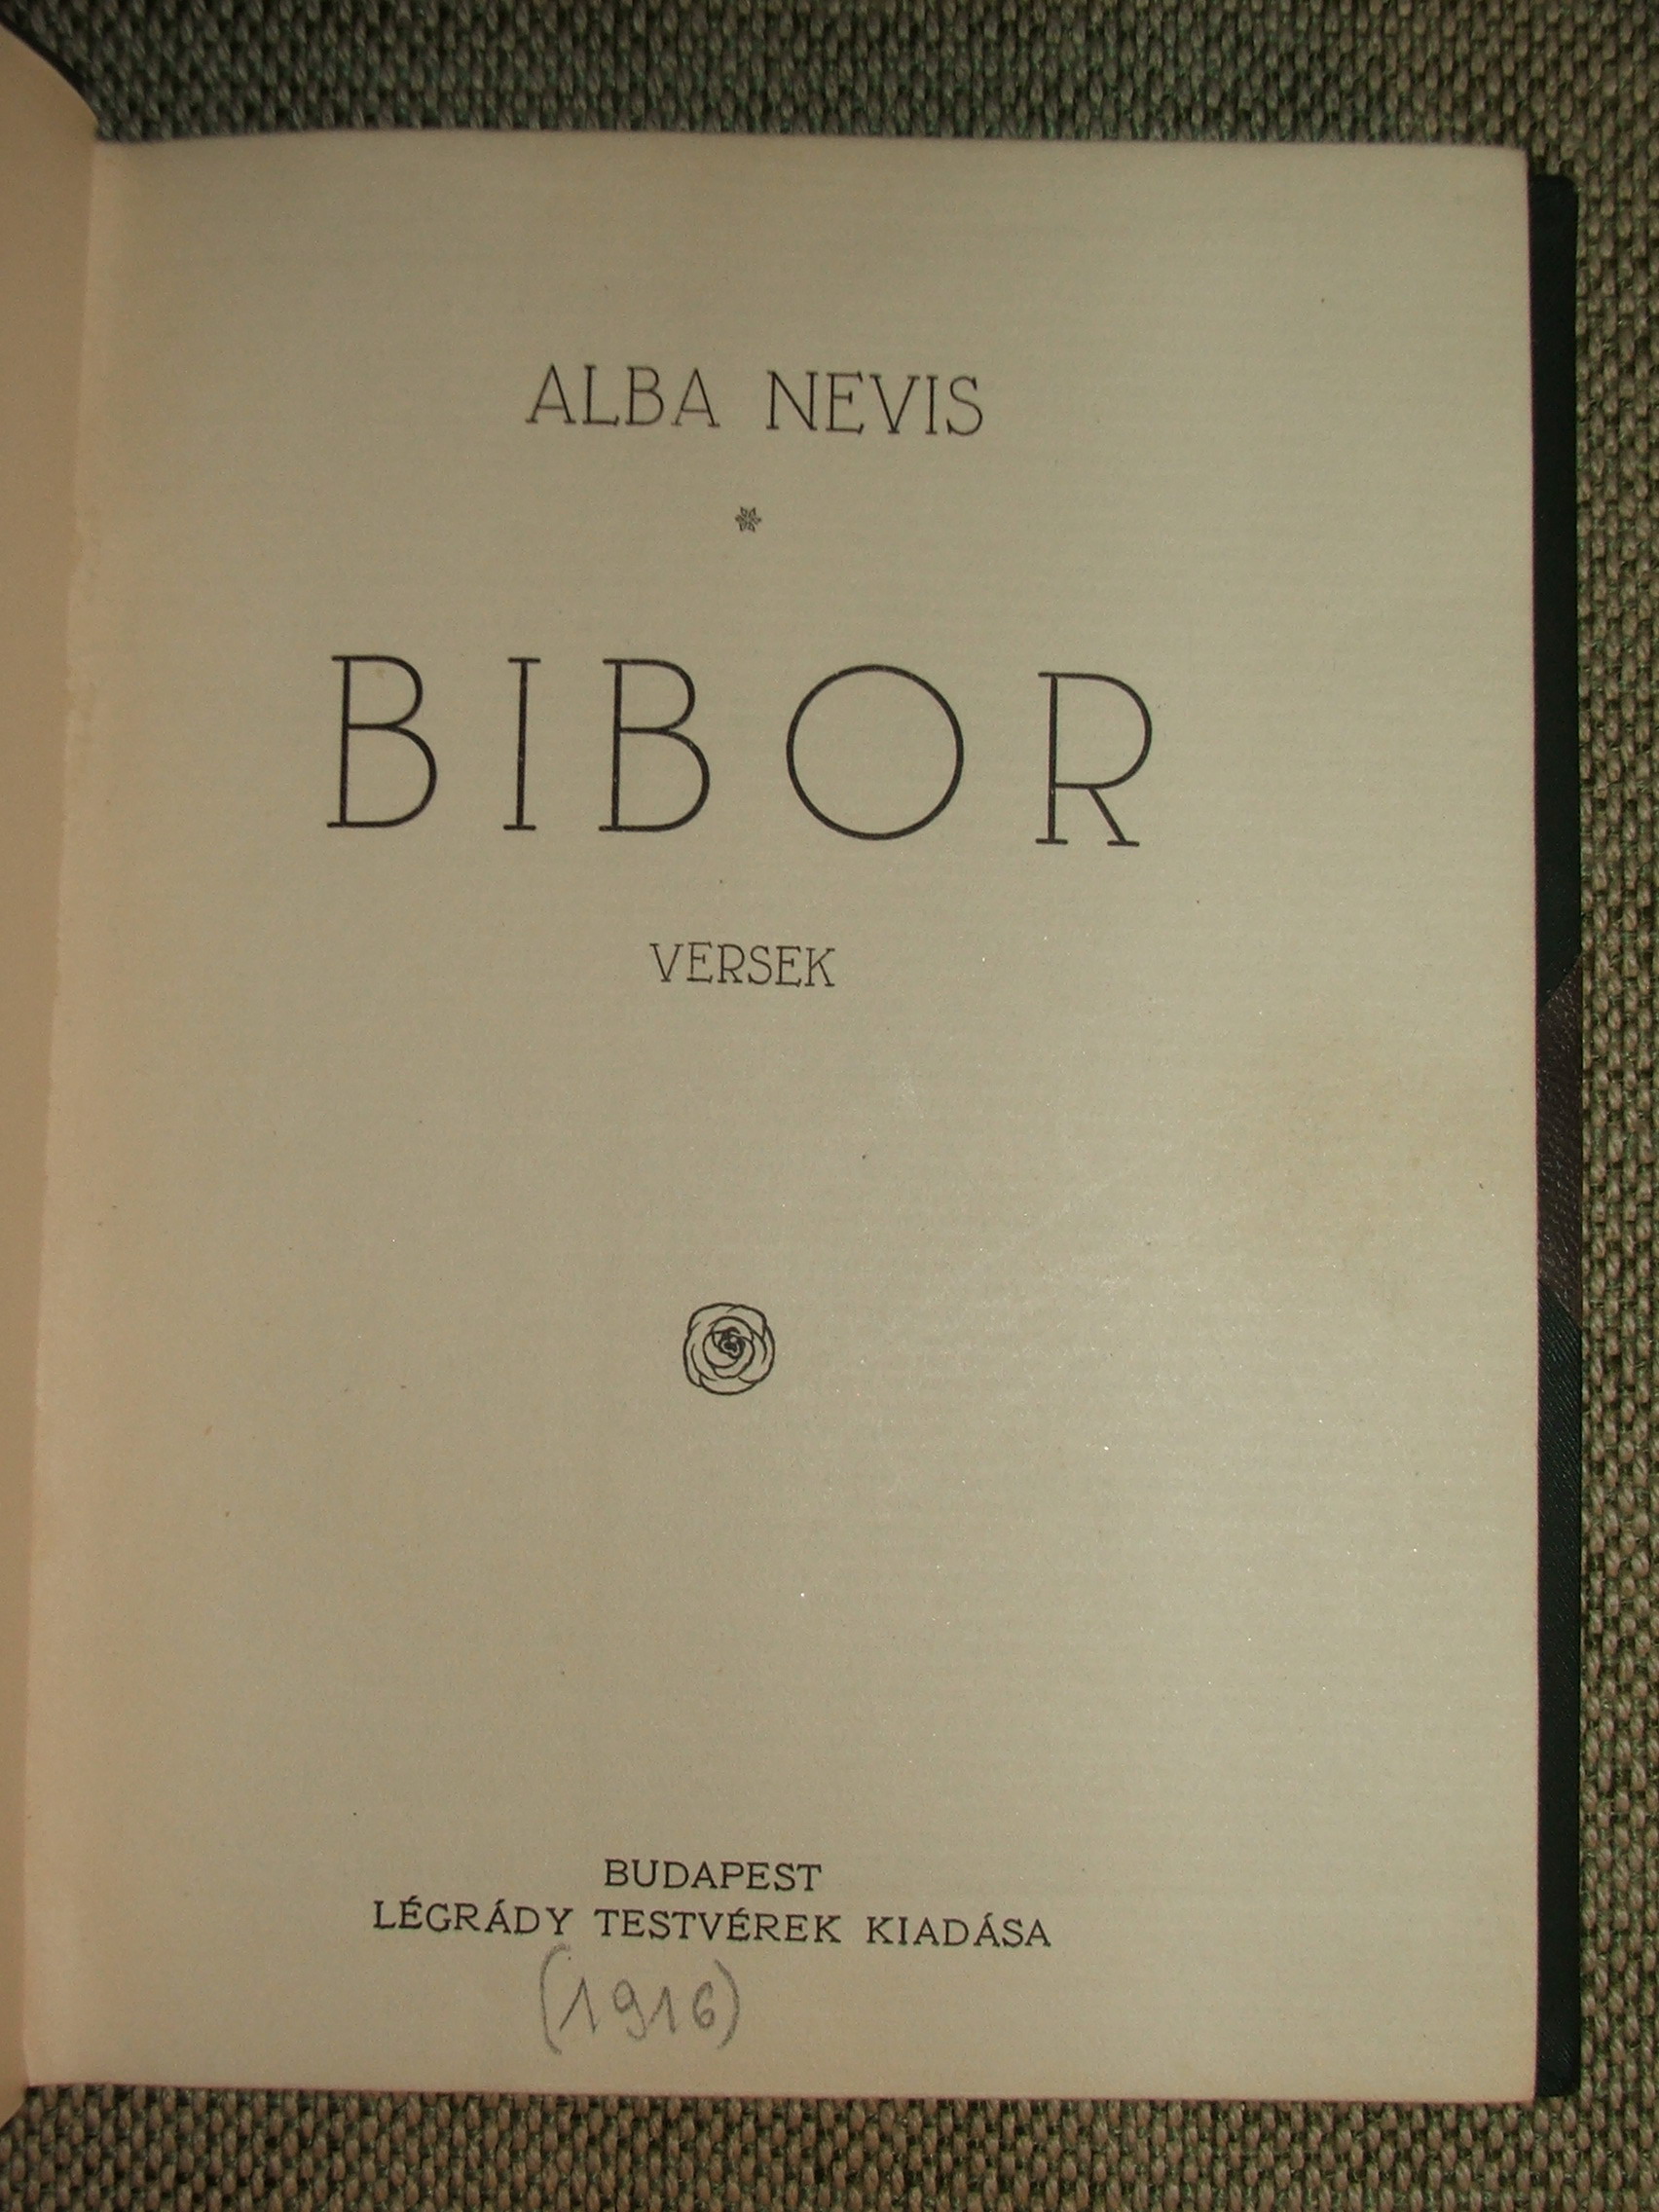 ALBA NEVIS
BIBOR
VERSEK
BUDAPEST
LÉGRÁDY TESTVÉREK KIADÁSA
(1916)